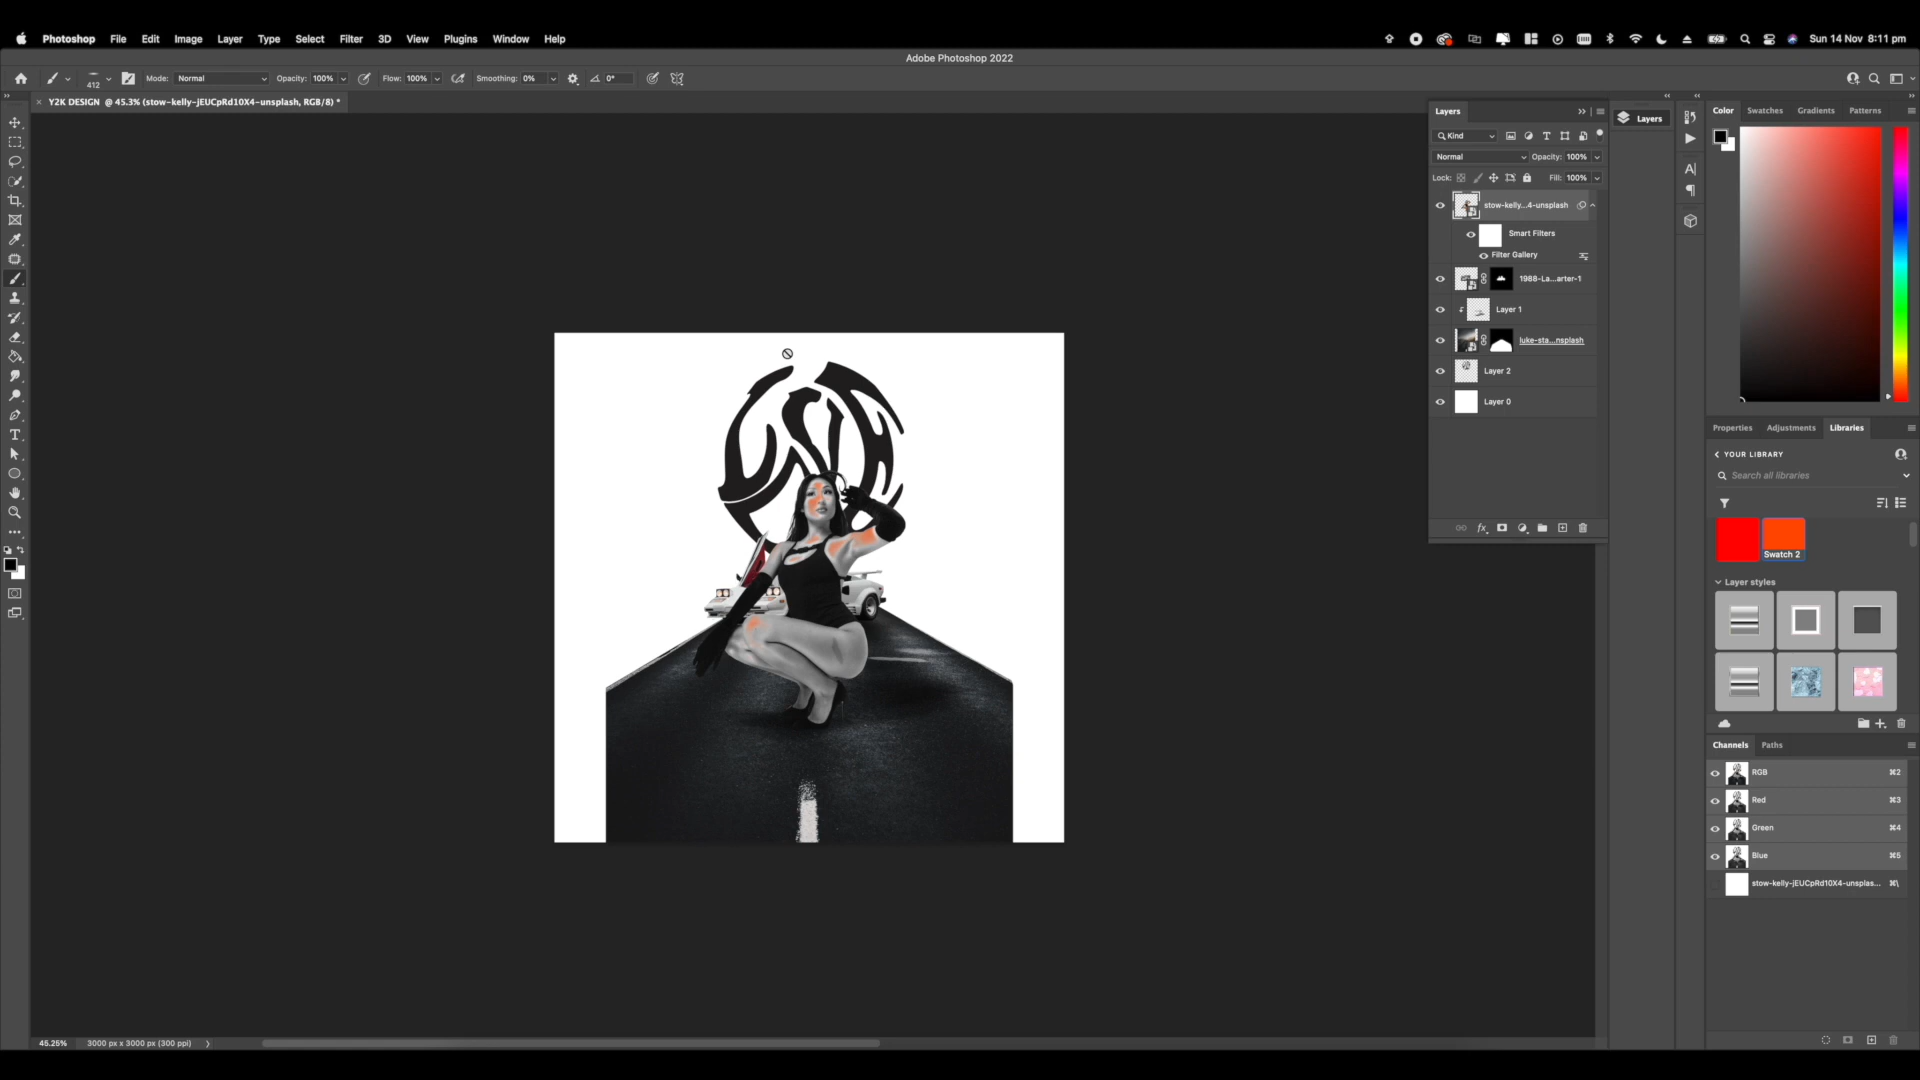 Photoshop File Edit Image Layer Type Select Filter 3D View Plugins Window Help Sun 14 Nov 8:11 pm
Adobe Photoshop 2022
412 Mode: Normal Opacity: 100% Flow: 100% Smoothing: 0% 0°
× Y2K DESIGN @ 45.3% (stow-kelly-jEUCpRd10X4-unsplash, RGB/8) *
Layers
Kind
Normal Opacity: 100%
Lock: Fill: 100%
stow-kelly...4-unsplash
Smart Filters
Filter Gallery
1988-La...arter-1
Layer 1
luke-sta...nsplash
Layer 2
Layer 0
fx
Layers
Color Swatches Gradients Patterns
Properties Adjustments Libraries
YOUR LIBRARY
Search all libraries
Swatch 2
Layer styles
Channels Paths
RGB ⌘2
Red ⌘3
Green ⌘4
Blue ⌘5
stow-kelly-jEUCpRd10X4-unsplas... ⌘\
45.25% 3000 px x 3000 px (300 ppi)